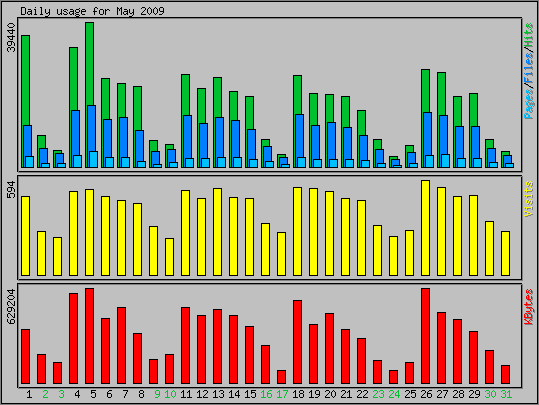 Daily usage for May 2009
39440
Pages/Files/Hits
594
Visits
629204
KBytes
1 2 3 4 5 6 7 8 9 10 11 12 13 14 15 16 17 18 19 20 21 22 23 24 25 26 27 28 29 30 31